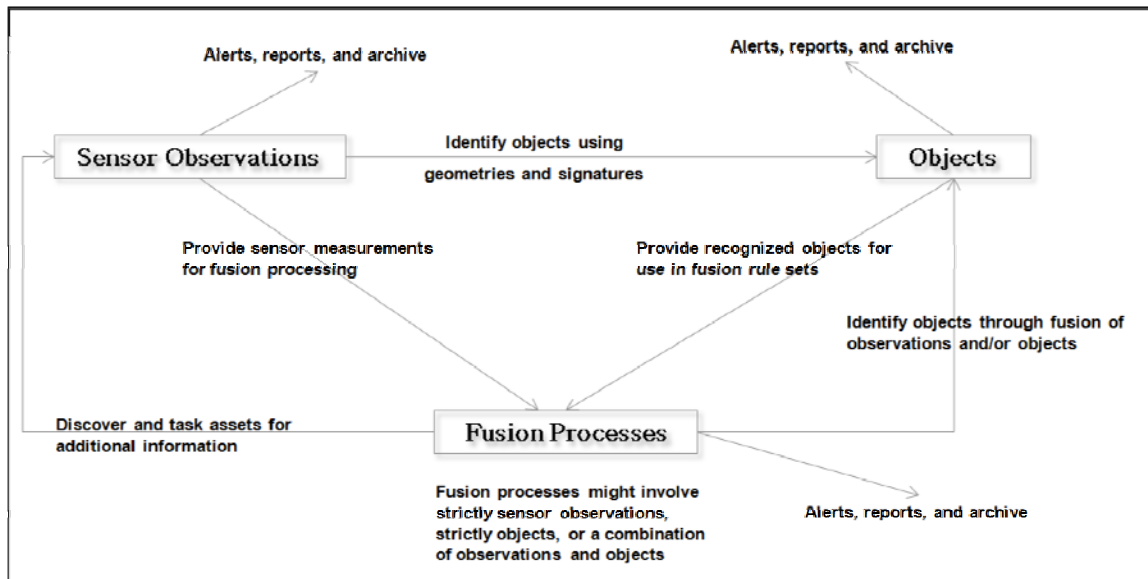 Alerts, reports, and archive
Alerts, reports, and archive
Sensor Observations
Identify objects using
geometries and signatures
Objects
Provide sensor measurements
for fusion processing
Provide recognized objects for
use in fusion rule sets
Identify objects through fusion of
observations and/or objects
Discover and task assets for
additional information
Fusion Processes
Fusion processes might involve
strictly sensor observations,
strictly objects, or a combination
of observations and objects
Alerts, reports, and archive